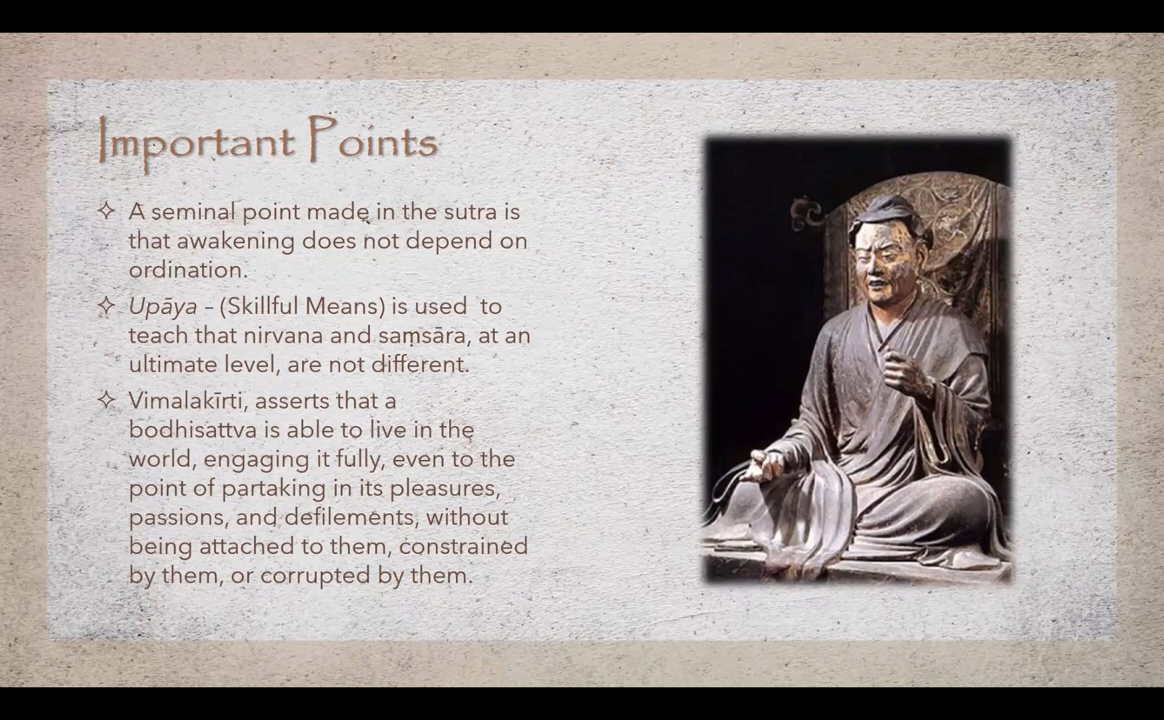 Important Points
A seminal point made in the sutra is
that awakening does not depend on
ordination.
Upāya – (Skillful Means) is used  to
teach that nirvana and saṃsāra, at an
ultimate level, are not different.
Vimalakīrti, asserts that a
bodhisattva is able to live in the
world, engaging it fully, even to the
point of partaking in its pleasures,
passions, and defilements, without
being attached to them, constrained
by them, or corrupted by them.